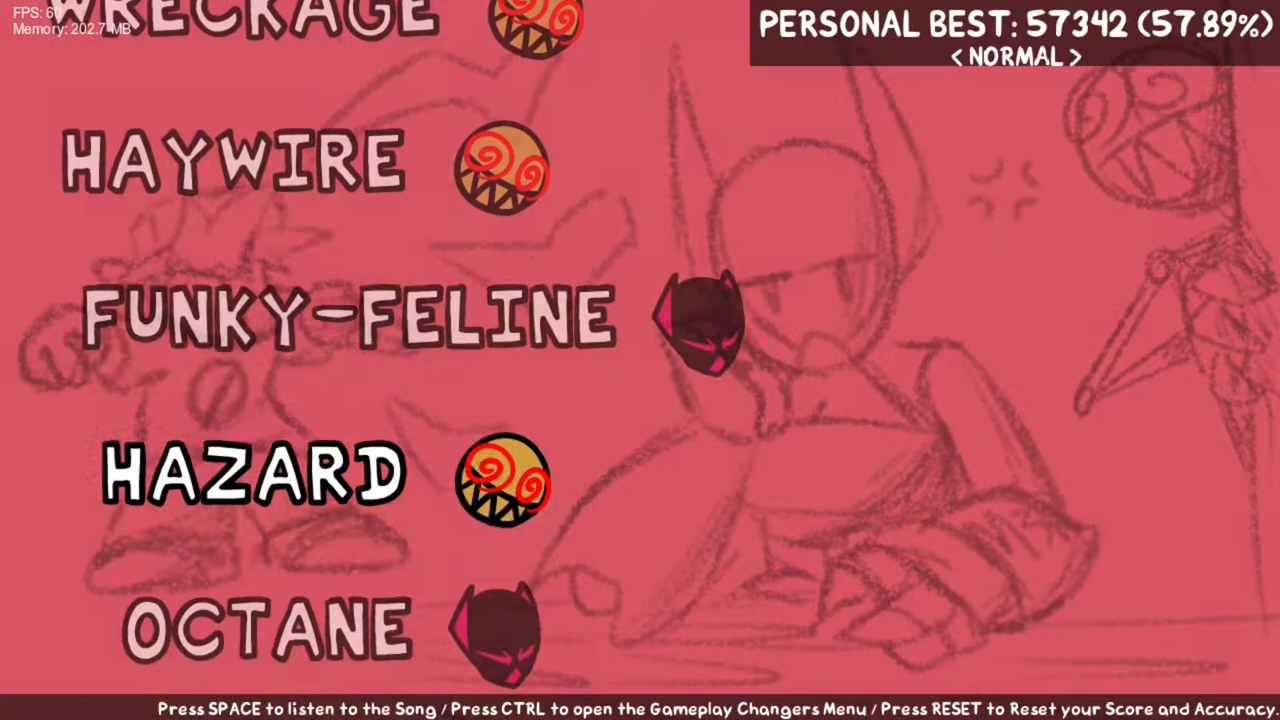 FPS: 60
Memory: 202.7 MB
WRECKAGE
PERSONAL BEST: 57342 (57.89%)
< NORMAL >
HAYWIRE
FUNKY-FELINE
HAZARD
OCTANE
Press SPACE to listen to the Song / Press CTRL to open the Gameplay Changers Menu / Press RESET to Reset your Score and Accuracy.